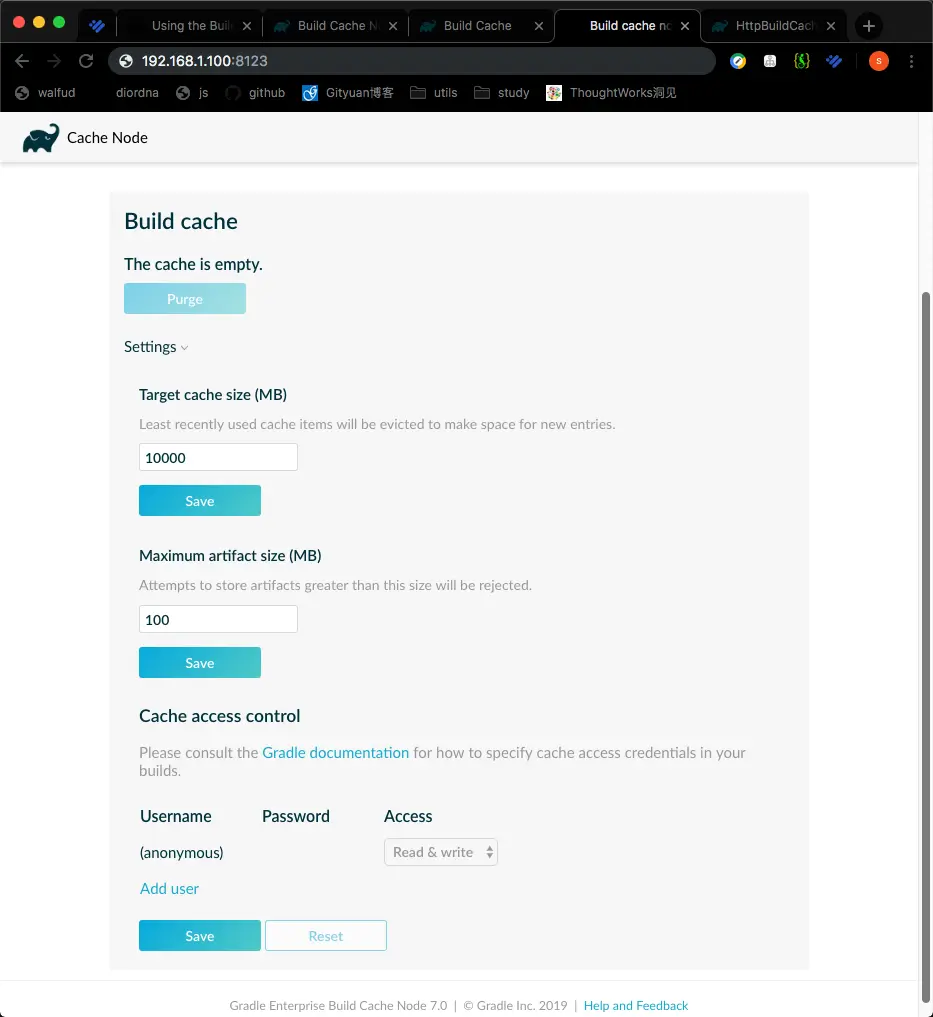 Using the Buil
Build Cache N
Build Cache
Build cache no
HttpBuildCach
192.168.1.100:8123
S
walfud
diordna
js
github
Gityuan博客
utils
study
ThoughtWorks洞见
Cache Node
Build cache
The cache is empty.
Purge
Settings
Target cache size (MB)
Least recently used cache items will be evicted to make space for new entries.
10000
Save
Maximum artifact size (MB)
Attempts to store artifacts greater than this size will be rejected.
100
Save
Cache access control
Please consult the Gradle documentation for how to specify cache access credentials in your
builds.
Username Password Access
(anonymous) Read & write
Add user
Save Reset
Gradle Enterprise Build Cache Node 7.0 | © Gradle Inc. 2019 | Help and Feedback